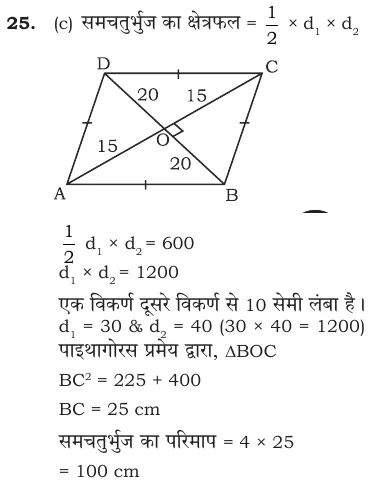 25. (c) समचतुर्भुज का क्षेत्रफल = 1/2 × d₁ × d₂
D C
20 15
O
15 20
A B
1/2 d₁ × d₂ = 600
d₁ × d₂ = 1200
एक विकर्ण दूसरे विकर्ण से 10 सेमी लंबा है।
d₁ = 30 & d₂ = 40 (30 × 40 = 1200)
पाइथागोरस प्रमेय द्वारा, ΔBOC
BC² = 225 + 400
BC = 25 cm
समचतुर्भुज का परिमाप = 4 × 25
= 100 cm